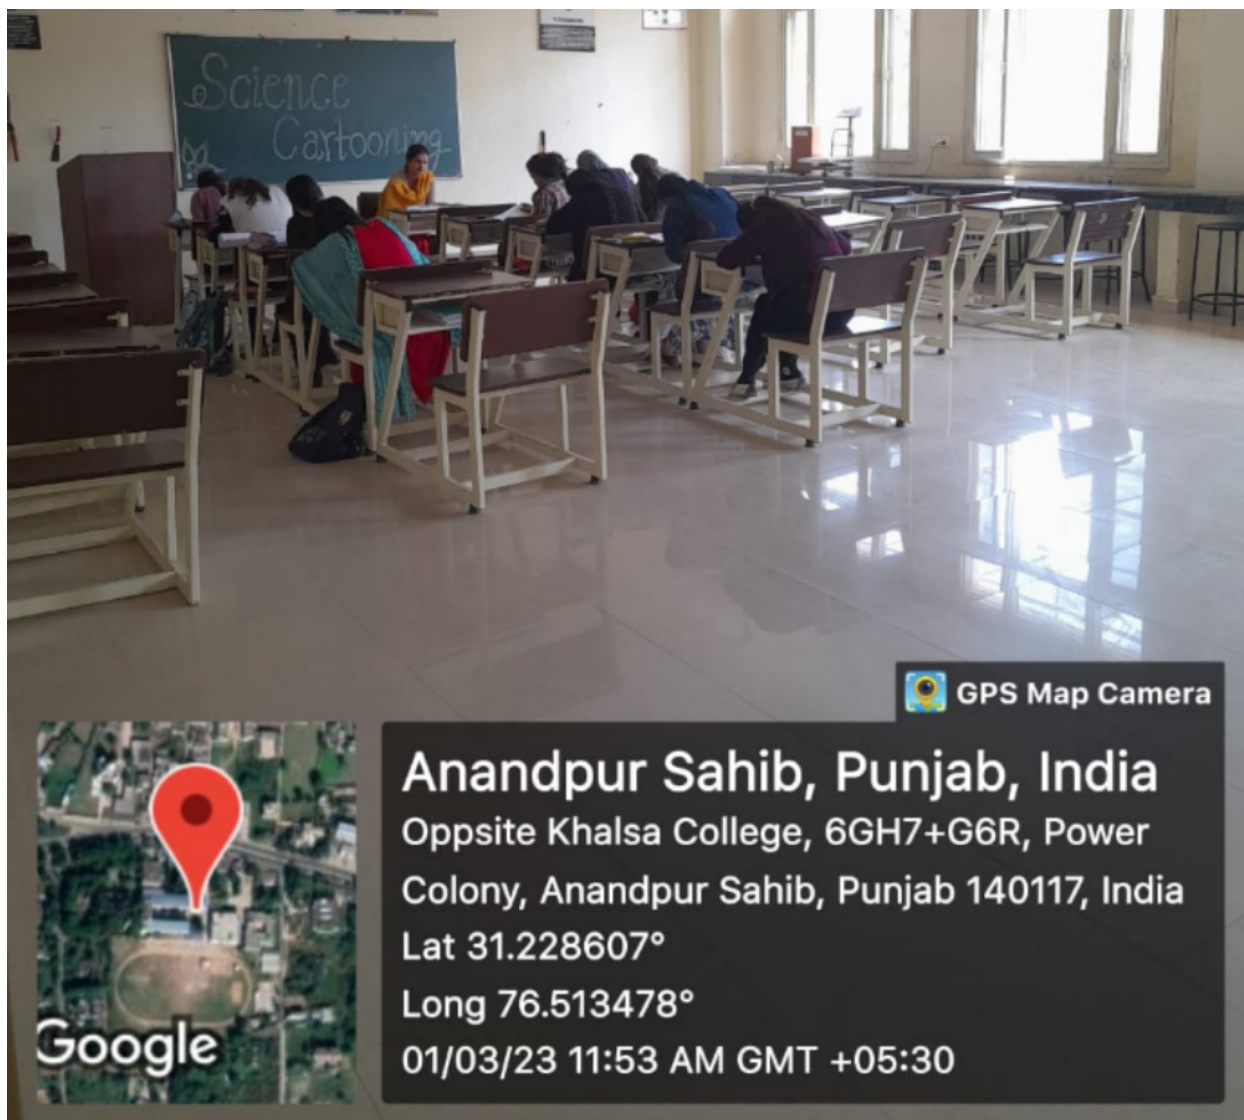 Science
Cartooning
GPS Map Camera
Anandpur Sahib, Punjab, India
Oppsite Khalsa College, 6GH7+G6R, Power
Colony, Anandpur Sahib, Punjab 140117, India
Lat 31.228607°
Long 76.513478°
01/03/23 11:53 AM GMT +05:30
Google